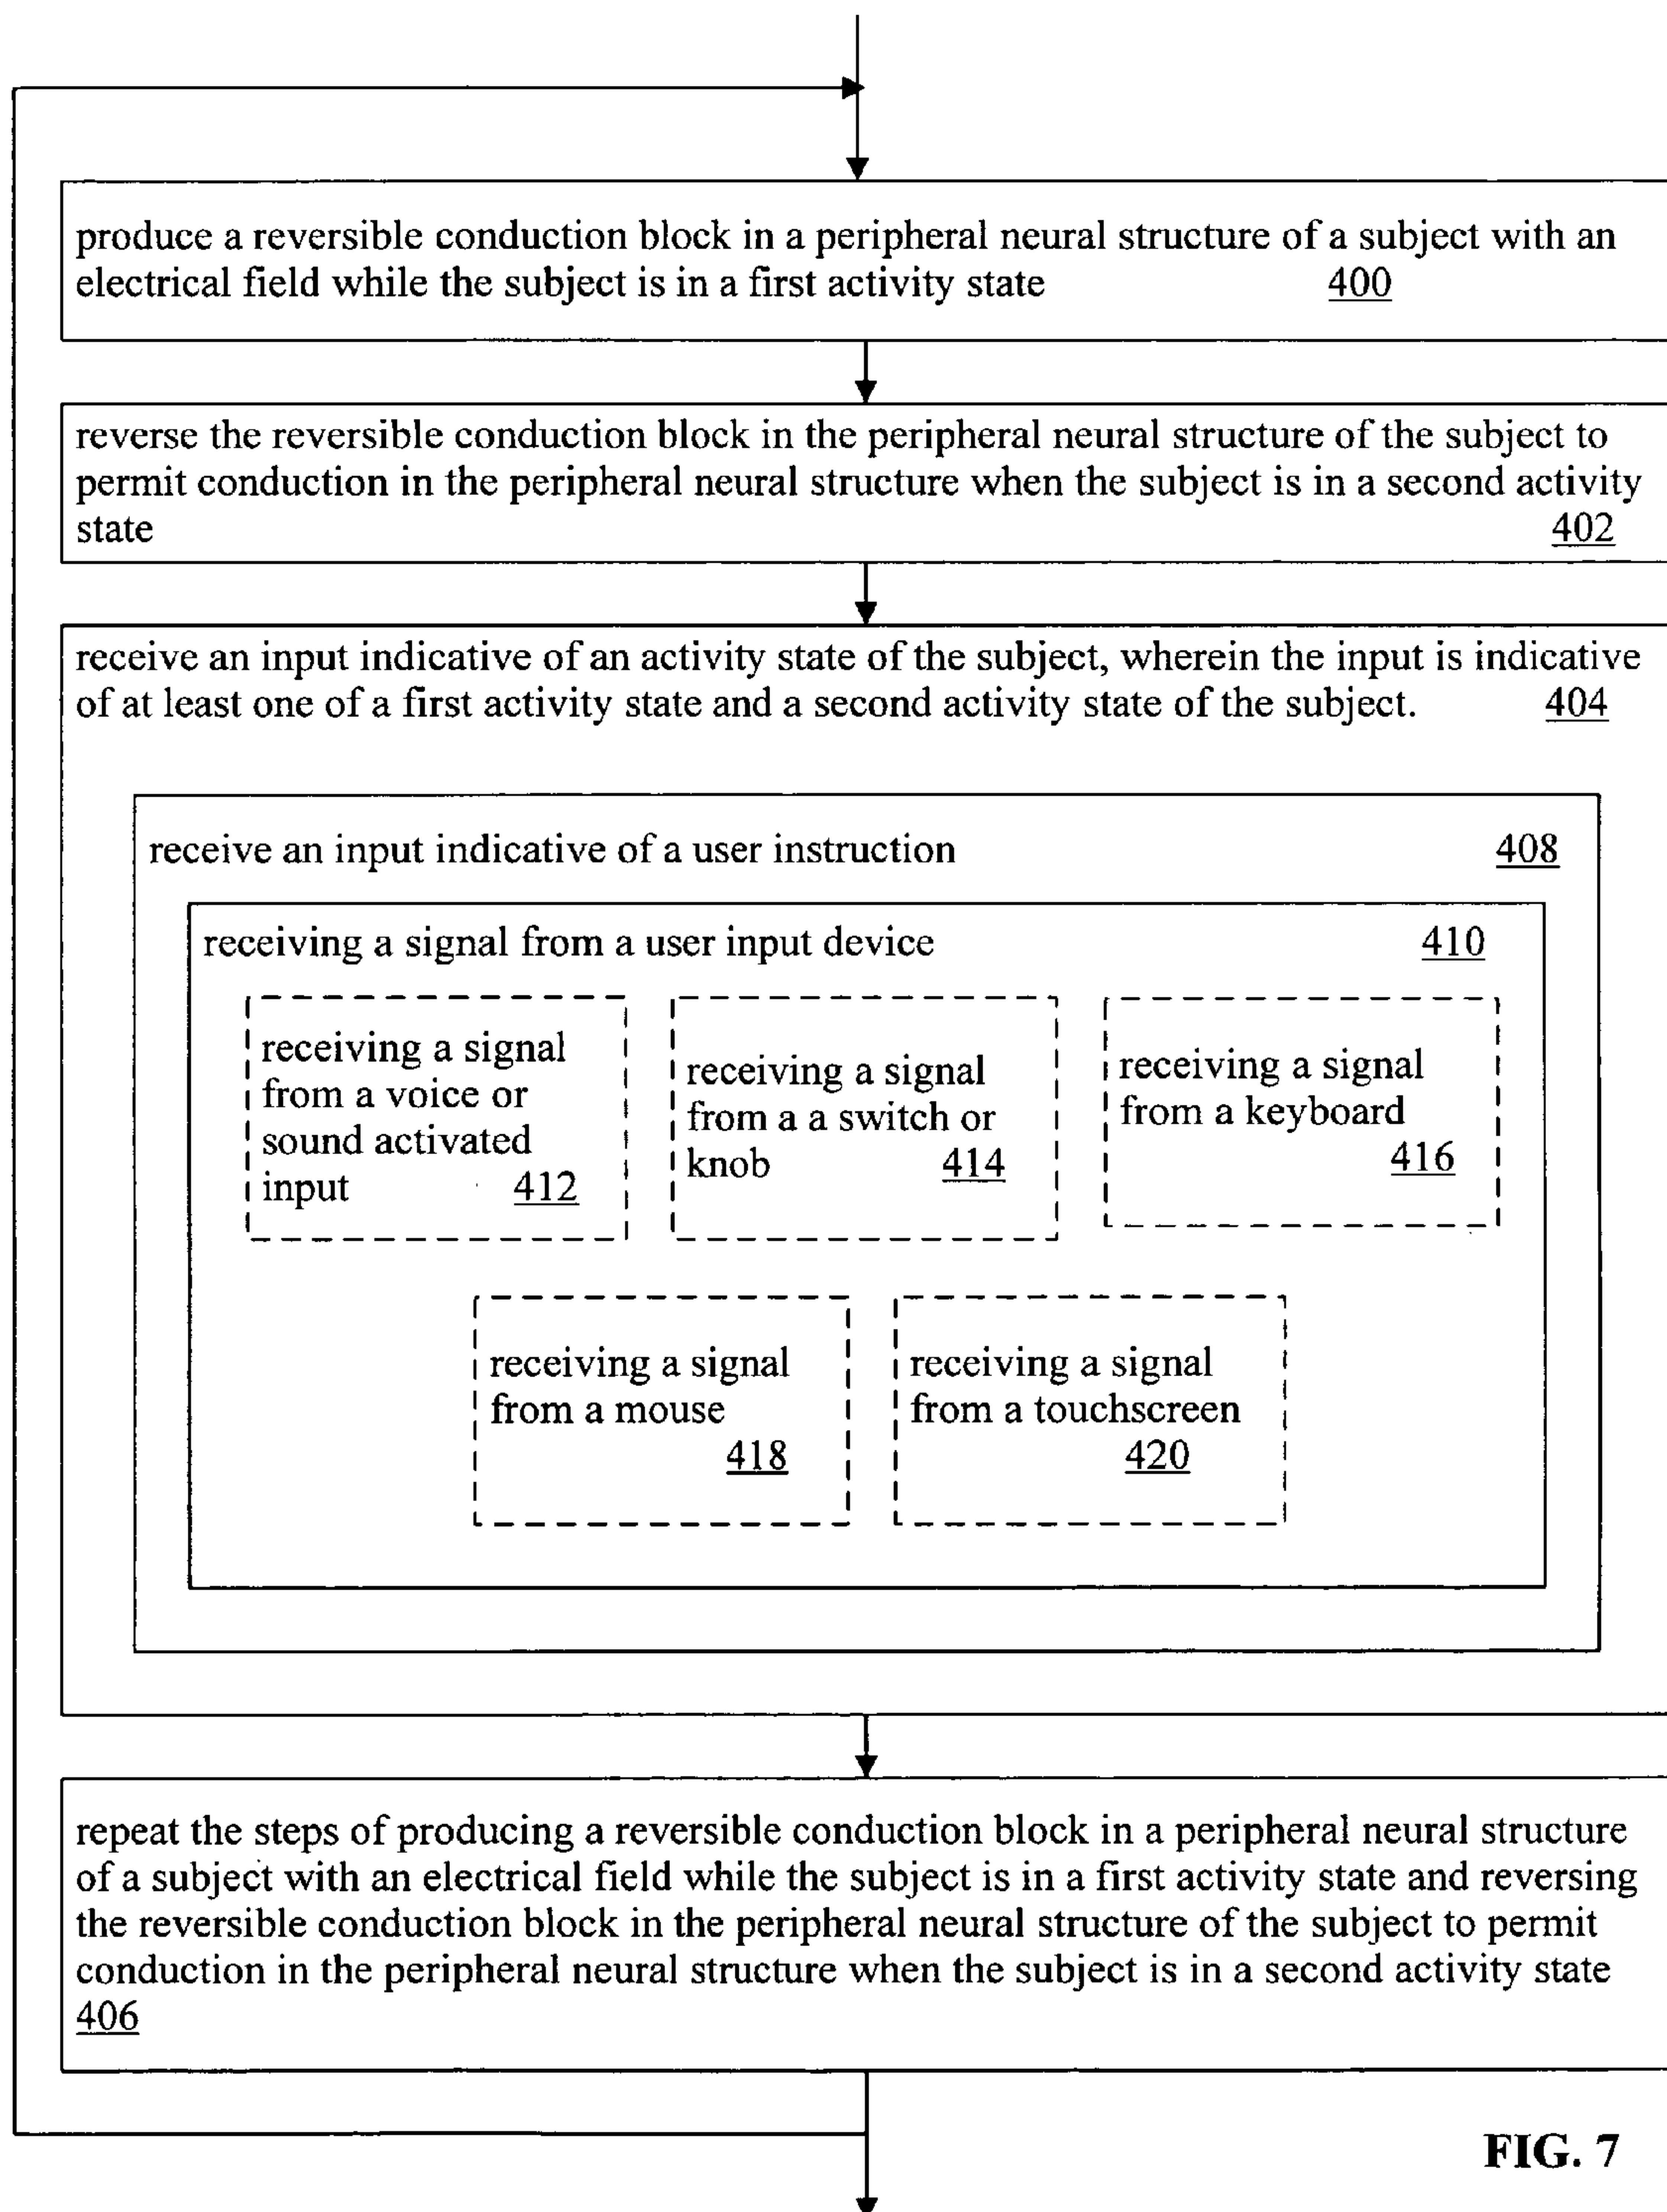 produce a reversible conduction block in a peripheral neural structure of a subject with an
electrical field while the subject is in a first activity state 400
reverse the reversible conduction block in the peripheral neural structure of the subject to
permit conduction in the peripheral neural structure when the subject is in a second activity
state 402
receive an input indicative of an activity state of the subject, wherein the input is indicative
of at least one of a first activity state and a second activity state of the subject. 404
receive an input indicative of a user instruction 408
receiving a signal from a user input device 410
receiving a signal
from a voice or
sound activated
input 412
receiving a signal
from a a switch or
knob 414
receiving a signal
from a keyboard
416
receiving a signal
from a mouse
418
receiving a signal
from a touchscreen
420
repeat the steps of producing a reversible conduction block in a peripheral neural structure
of a subject with an electrical field while the subject is in a first activity state and reversing
the reversible conduction block in the peripheral neural structure of the subject to permit
conduction in the peripheral neural structure when the subject is in a second activity state
406
FIG. 7